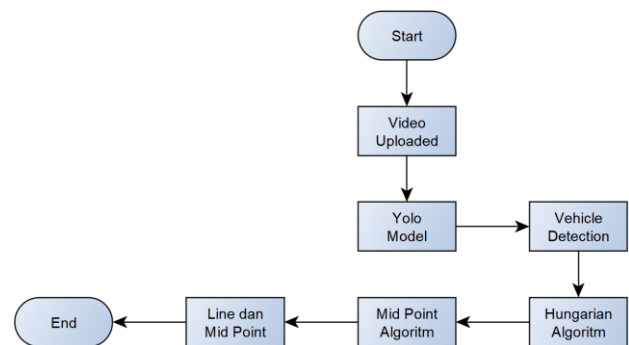 Start
Video
Uploaded
Yolo
Model
Vehicle
Detection
Hungarian
Algoritm
Mid Point
Algoritm
Line dan
Mid Point
End